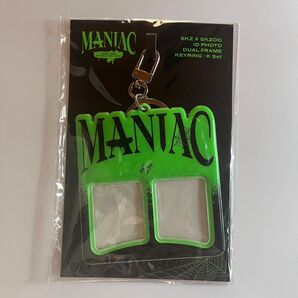 MANIAC
SKZ X SKZOO
ID PHOTO
DUAL FRAME
KEYRING : K Set
MANIAC